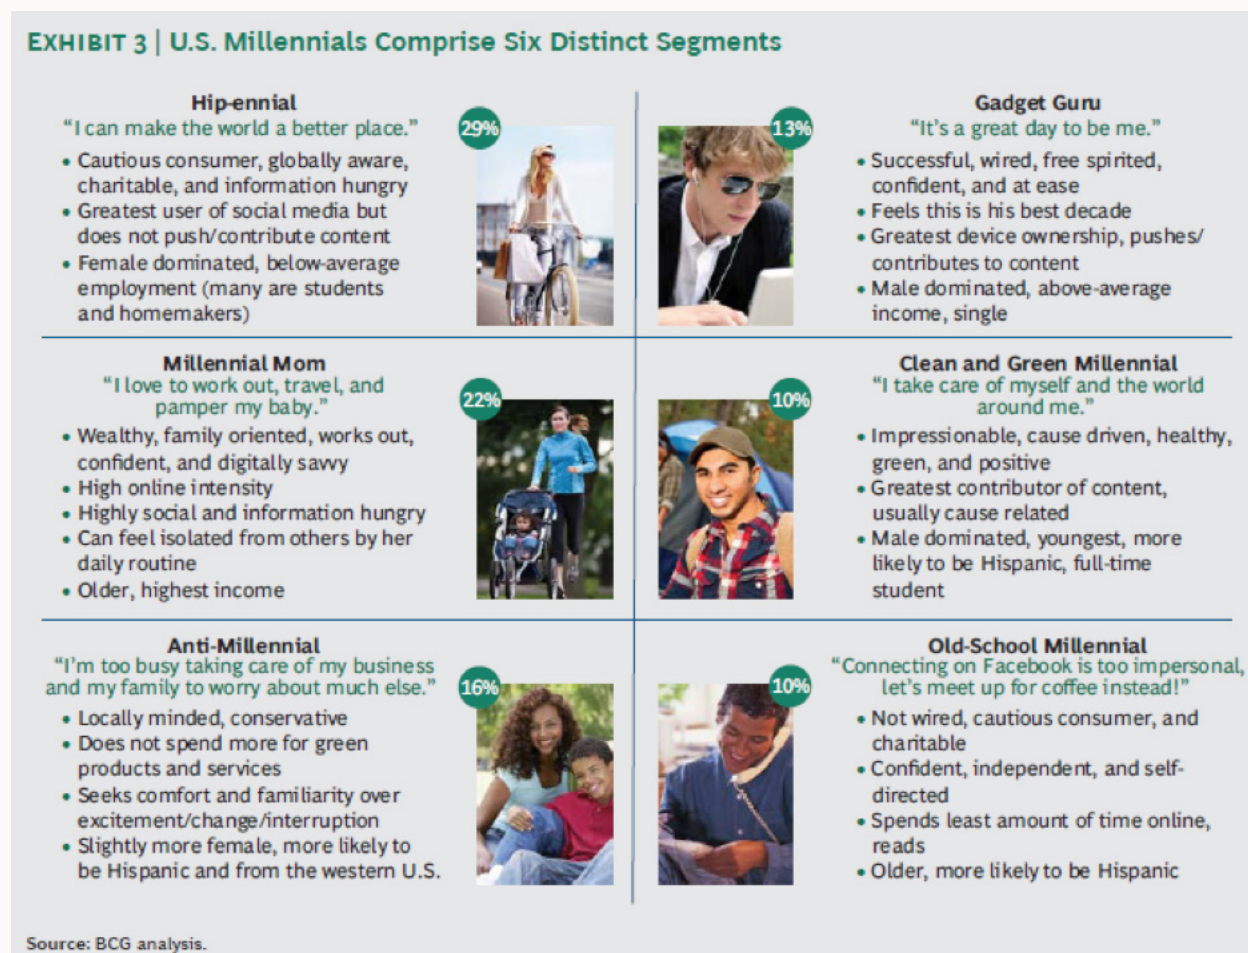 EXHIBIT 3 | U.S. Millennials Comprise Six Distinct Segments
Hip-ennial
“I can make the world a better place.”
29%
• Cautious consumer, globally aware,
charitable, and information hungry
• Greatest user of social media but
does not push/contribute content
• Female dominated, below-average
employment (many are students
and homemakers)
Gadget Guru
“It’s a great day to be me.”
13%
• Successful, wired, free spirited,
confident, and at ease
• Feels this is his best decade
• Greatest device ownership, pushes/
contributes to content
• Male dominated, above-average
income, single
Millennial Mom
“I love to work out, travel, and
pamper my baby.”
22%
• Wealthy, family oriented, works out,
confident, and digitally savvy
• High online intensity
• Highly social and information hungry
• Can feel isolated from others by her
daily routine
• Older, highest income
Clean and Green Millennial
“I take care of myself and the world
around me.”
10%
• Impressionable, cause driven, healthy,
green, and positive
• Greatest contributor of content,
usually cause related
• Male dominated, youngest, more
likely to be Hispanic, full-time
student
Anti-Millennial
“I’m too busy taking care of my business
and my family to worry about much else.”
16%
• Locally minded, conservative
• Does not spend more for green
products and services
• Seeks comfort and familiarity over
excitement/change/interruption
• Slightly more female, more likely to
be Hispanic and from the western U.S.
Old-School Millennial
“Connecting on Facebook is too impersonal,
let’s meet up for coffee instead!”
10%
• Not wired, cautious consumer, and
charitable
• Confident, independent, and self-
directed
• Spends least amount of time online,
reads
• Older, more likely to be Hispanic
Source: BCG analysis.